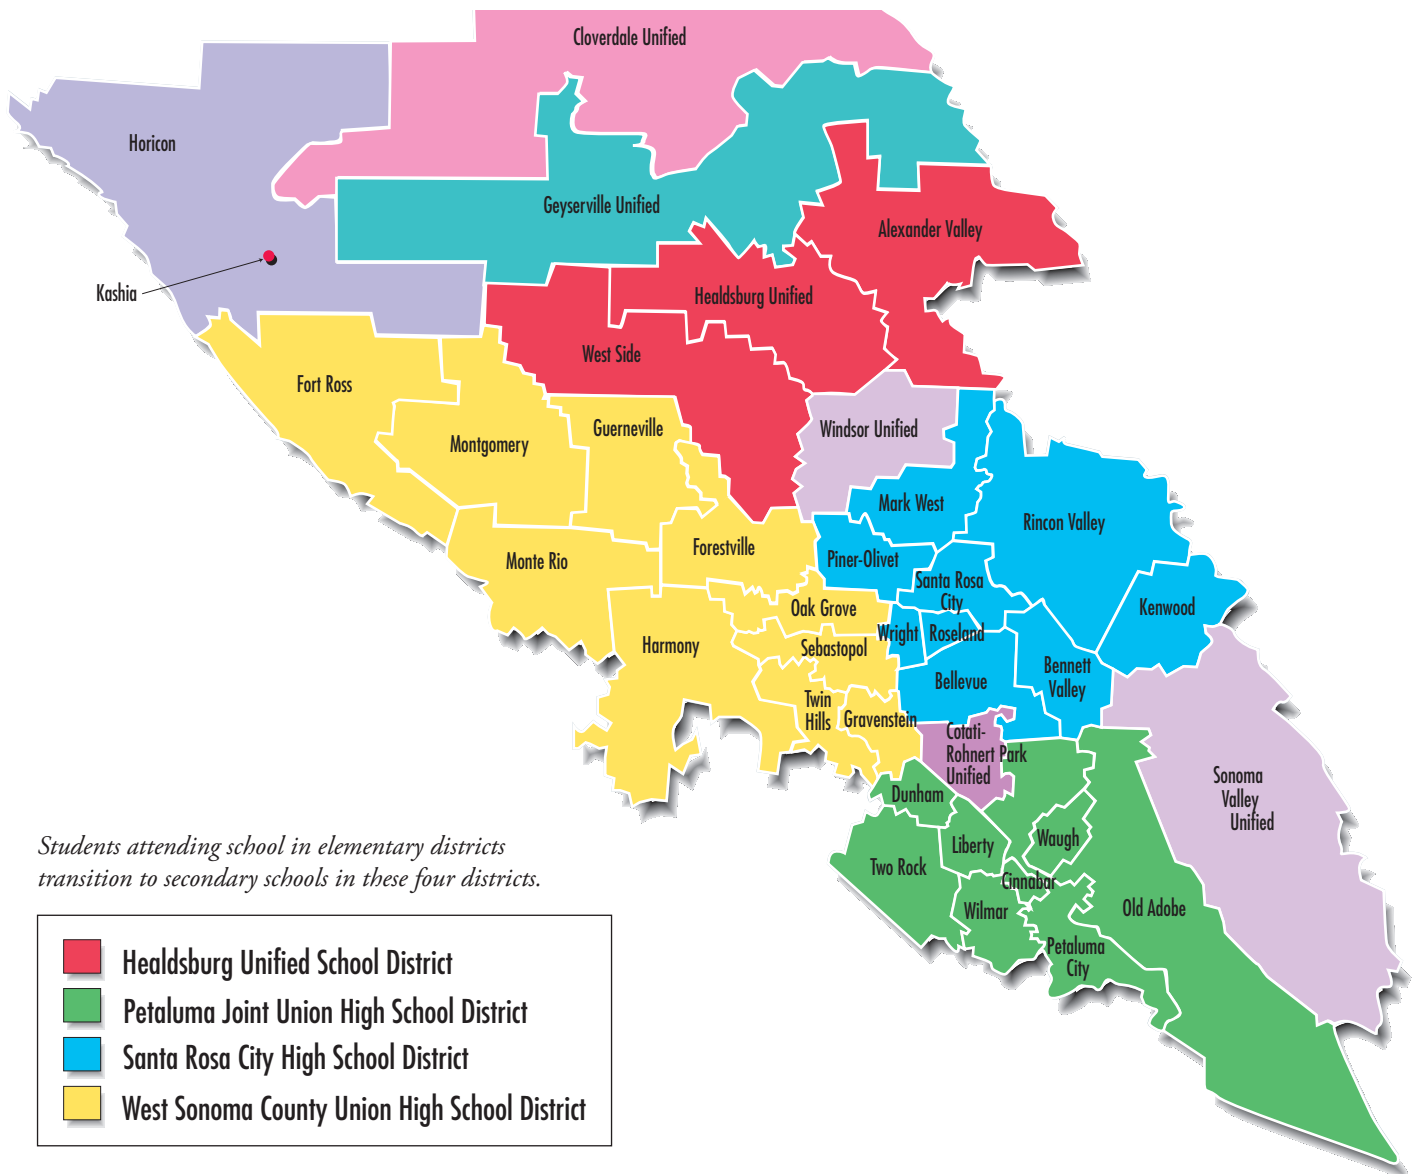 Cloverdale Unified
Horicon
Geyserville Unified
Alexander Valley
Kashia
Healdsburg Unified
West Side
Fort Ross
Guerneville
Windsor Unified
Montgomery
Mark West
Rincon Valley
Forestville
Piner-Olivet
Monte Rio
Santa Rosa
City
Oak Grove
Kenwood
Wright
Roseland
Harmony
Sebastopol
Bennett
Valley
Bellevue
Twin
Hills
Gravenstein
Cotati-
Rohnert Park
Unified
Sonoma
Valley
Unified
Dunham
Waugh
Liberty
Two Rock
Cinnabar
Wilmar
Old Adobe
Petaluma
City
Students attending school in elementary districts
transition to secondary schools in these four districts.
Healdsburg Unified School District
Petaluma Joint Union High School District
Santa Rosa City High School District
West Sonoma County Union High School District